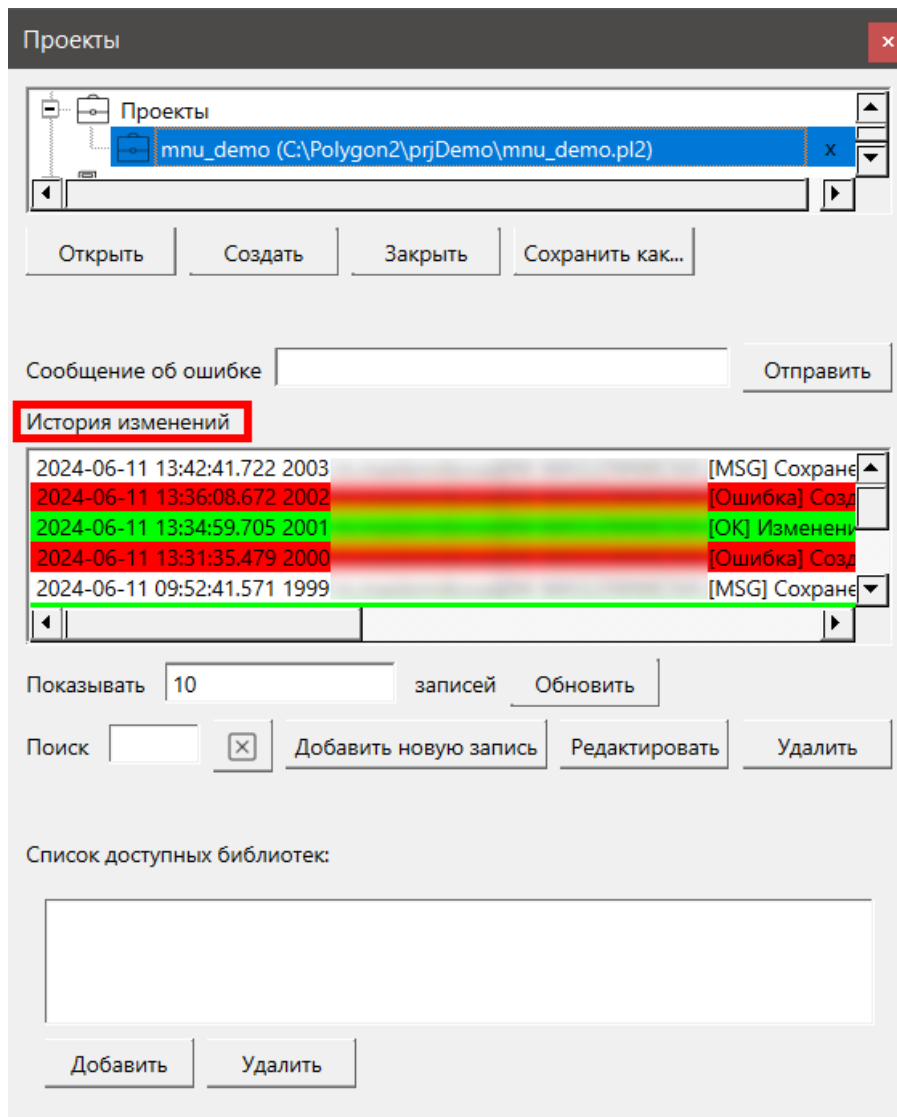 Проекты
Проекты
mnu_demo (C:\Polygon2\prjDemo\mnu_demo.pl2) x
Открыть Создать Закрыть Сохранить как...
Сообщение об ошибке Отправить
История изменений
2024-06-11 13:42:41.722 2003 [MSG] Сохране
2024-06-11 13:36:08.672 2002 [Ошибка] Созд
2024-06-11 13:34:59.705 2001 [OK] Изменени
2024-06-11 13:31:35.479 2000 [Ошибка] Созд
2024-06-11 09:52:41.571 1999 [MSG] Сохране
Показывать 10 записей Обновить
Поиск Добавить новую запись Редактировать Удалить
Список доступных библиотек:
Добавить Удалить